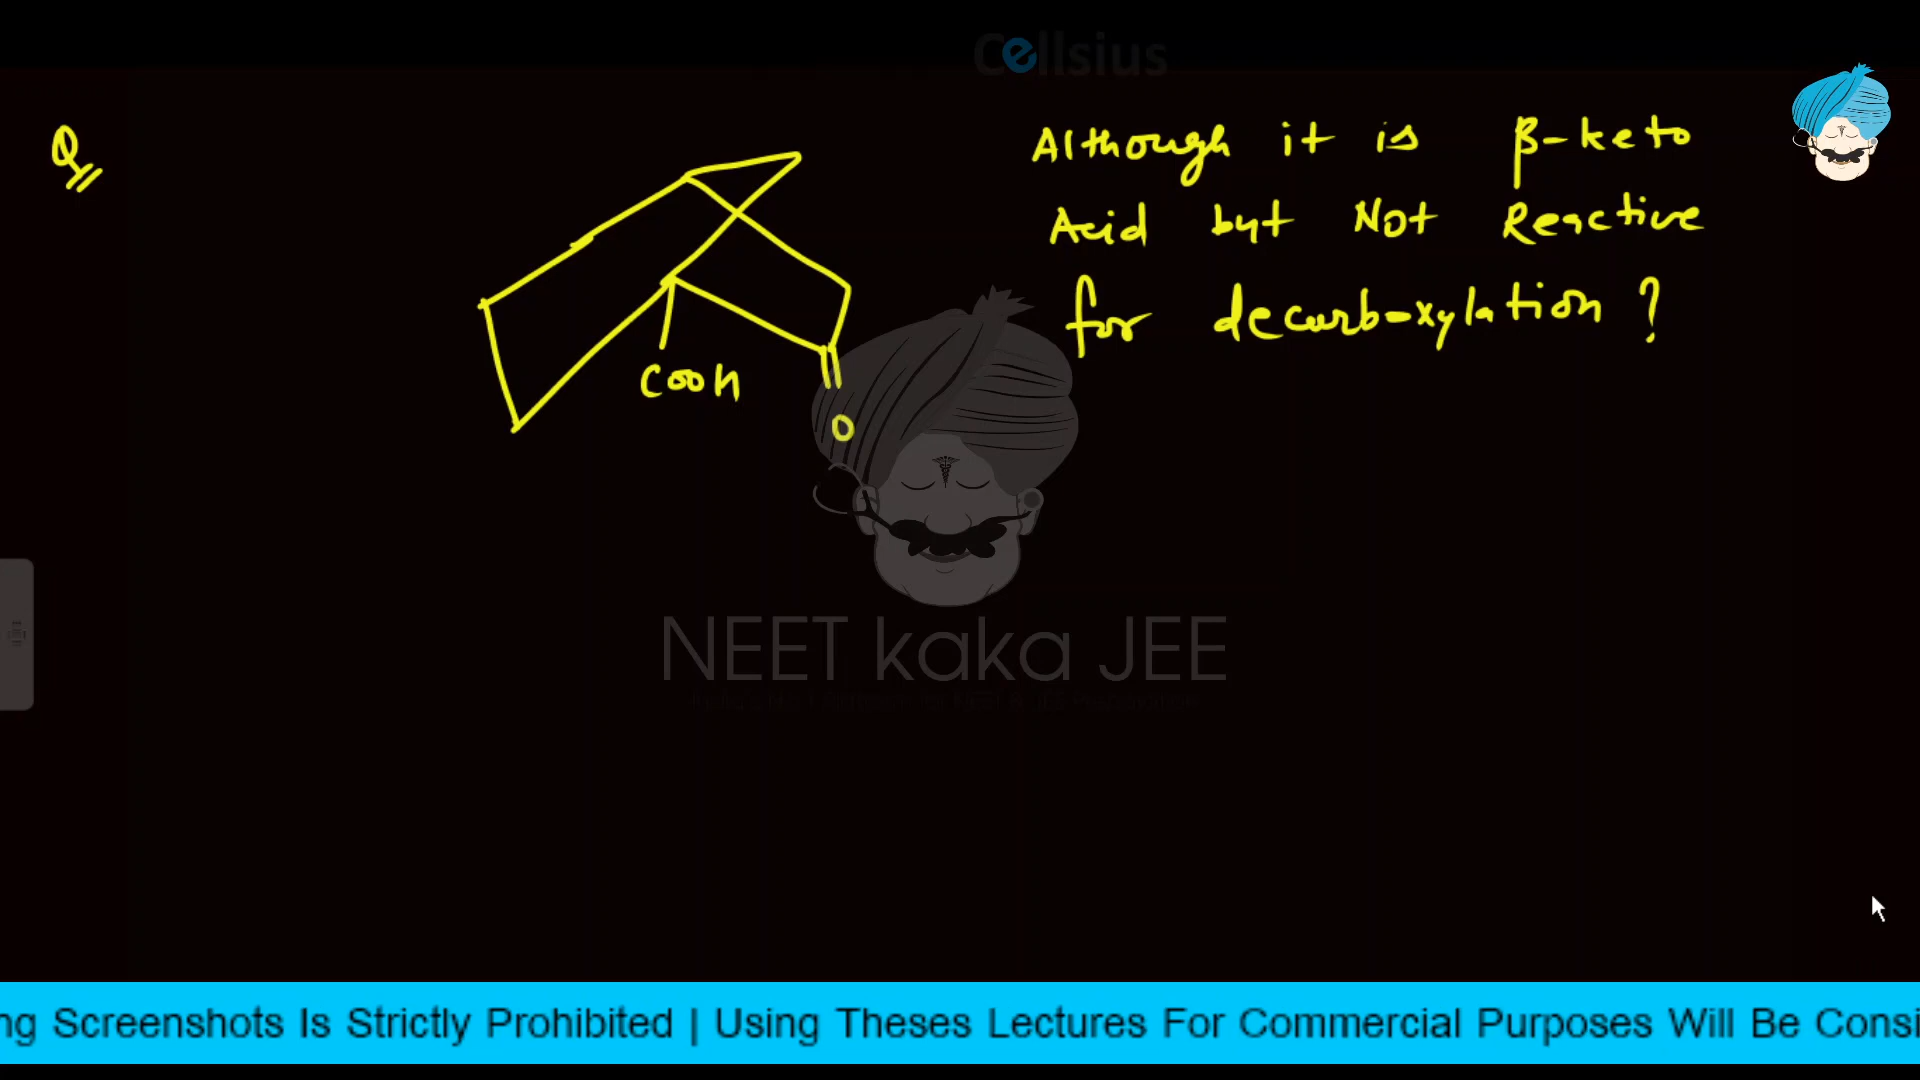 Cellsius
Q
Although it is β-keto
Acid but Not Reactive
for decarboxylation ?
COOH
O
NEET kaka JEE
ng Screenshots Is Strictly Prohibited | Using Theses Lectures For Commercial Purposes Will Be Consi